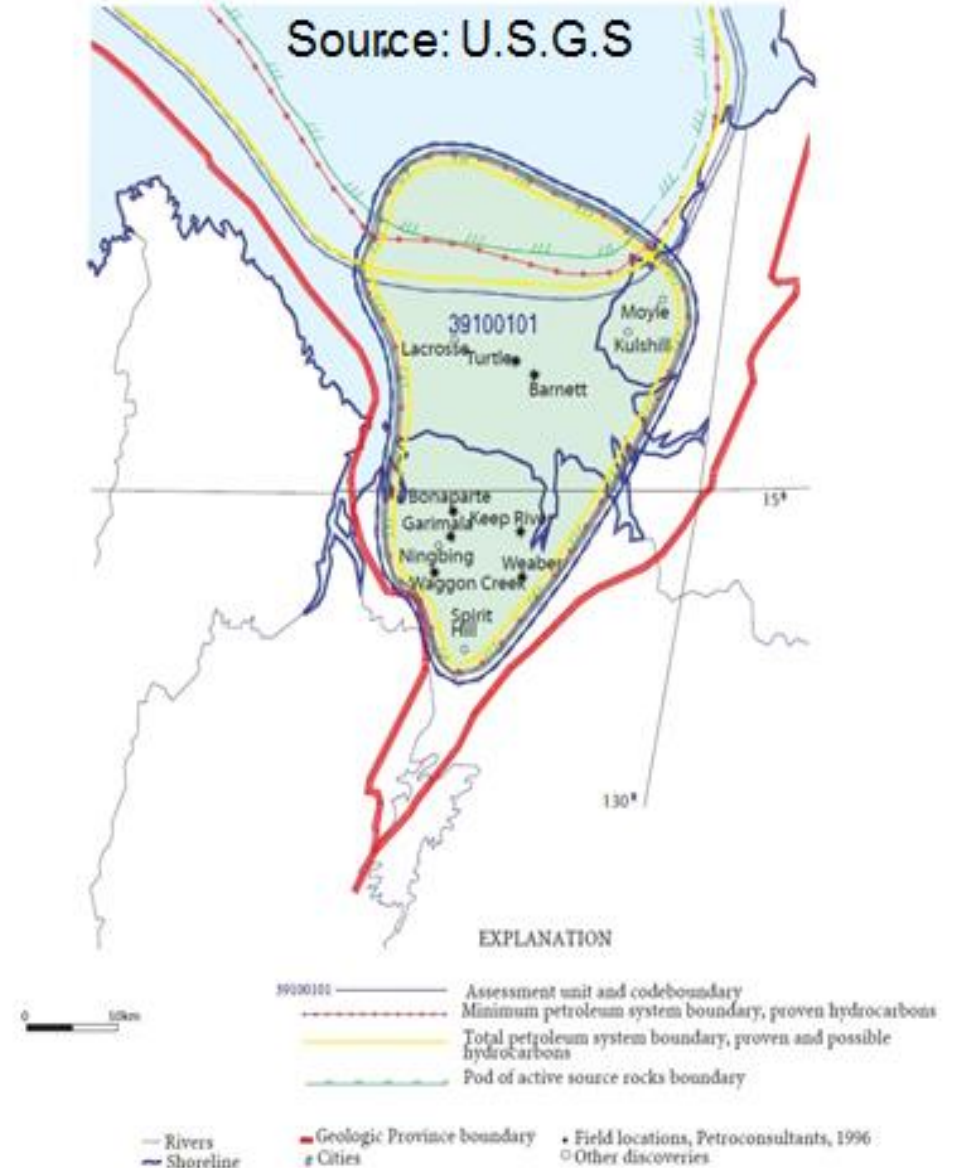 Source: U.S.G.S
39100101
Moyle
Kulshill
Lacrosse
Turtle
Barnett
15°
Bonaparte
Garimala
Keep River
Ningbing
Weaber
Waggon Creek
Spirit
Hill
130°
EXPLANATION
39100101
Assessment unit and codeboundary
Minimum petroleum system boundary, proven hydrocarbons
Total petroleum system boundary, proven and possible
hydrocarbons
Pod of active source rocks boundary
0 10km
Rivers
Geologic Province boundary
Field locations, Petroconsultants, 1996
Shoreline
Cities
Other discoveries